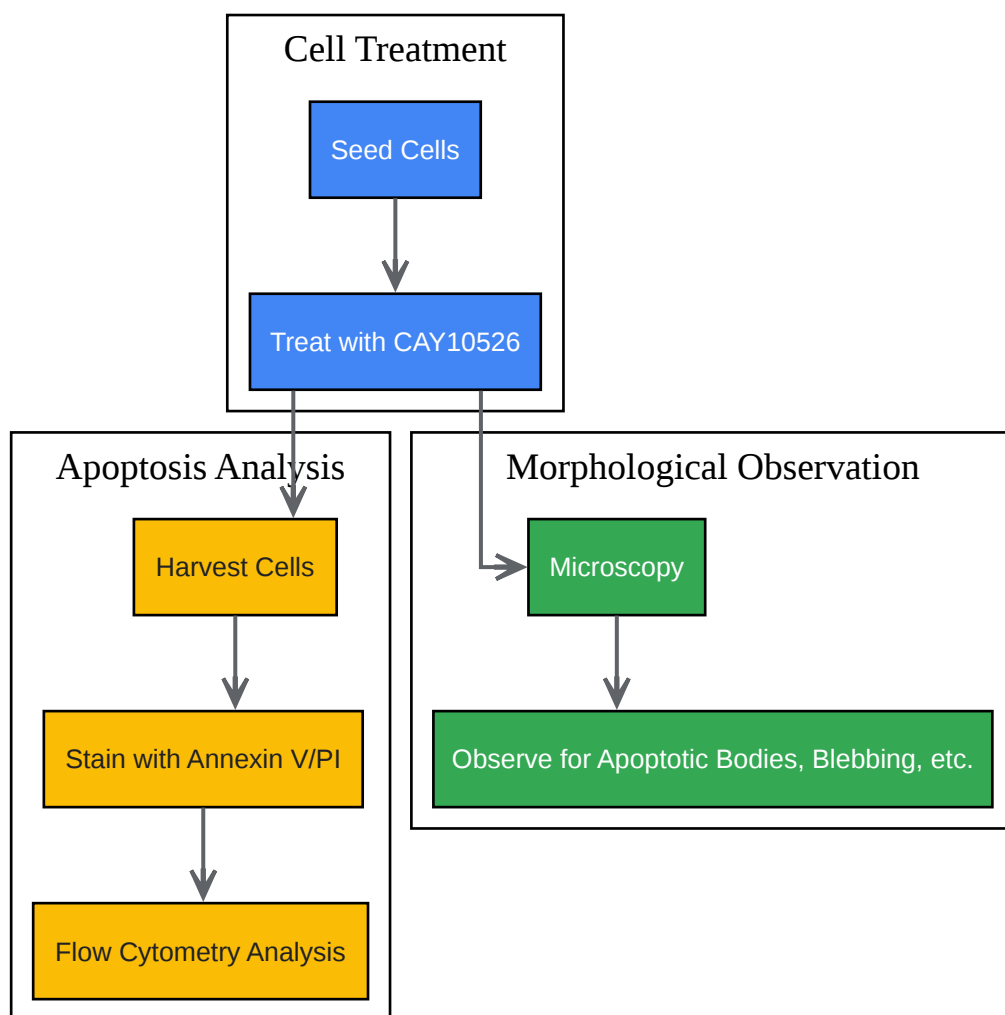 Cell Treatment
Seed Cells
Treat with CAY10526
Apoptosis Analysis
Harvest Cells
Stain with Annexin V/PI
Flow Cytometry Analysis
Morphological Observation
Microscopy
Observe for Apoptotic Bodies, Blebbing, etc.